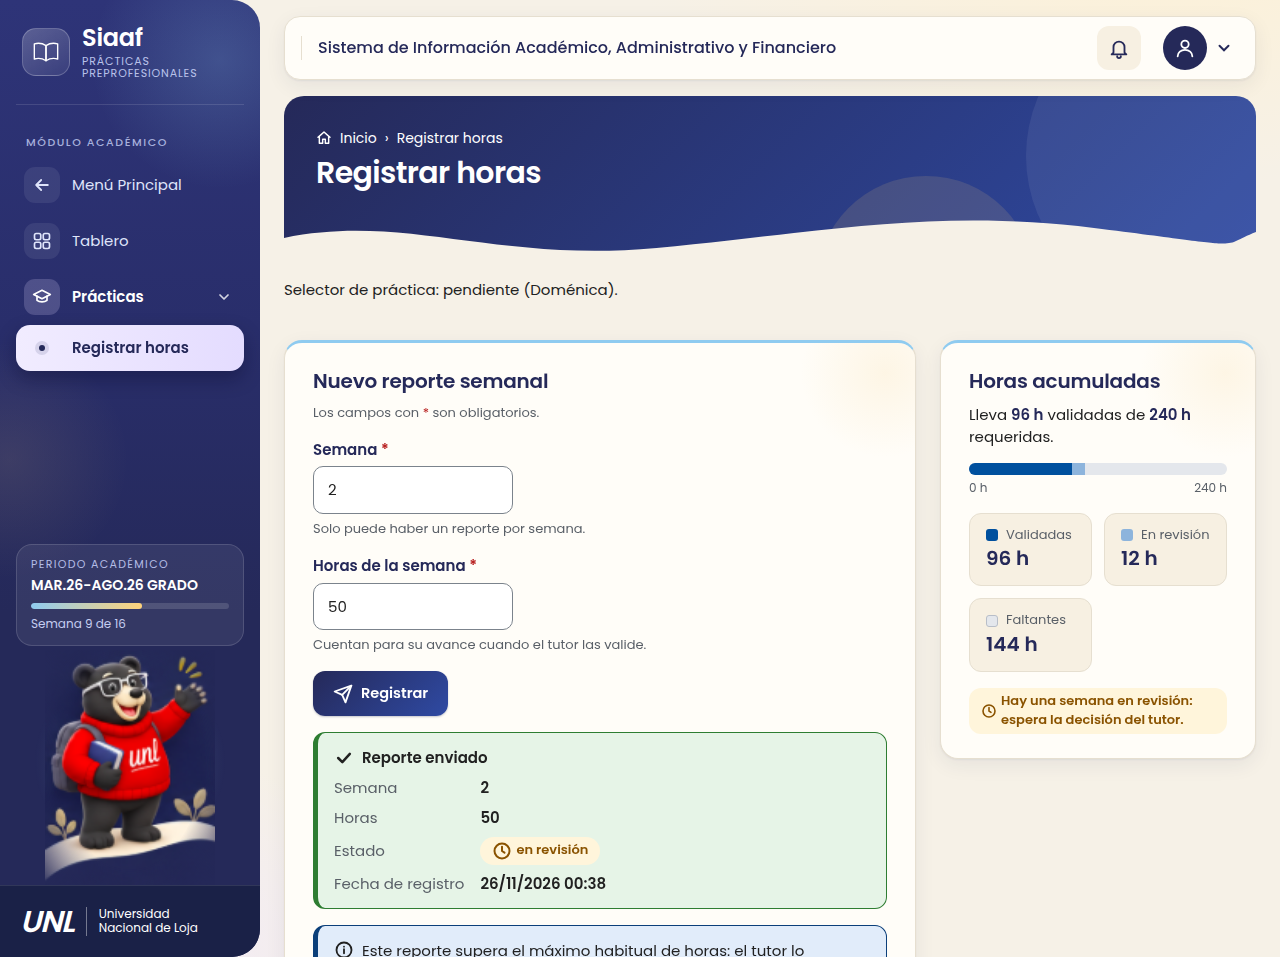 Siaaf
PRÁCTICAS
PREPROFESIONALES
MÓDULO ACADÉMICO
Menú Principal
Tablero
Prácticas
Registrar horas
PERIODO ACADÉMICO
MAR.26-AGO.26 GRADO
Semana 9 de 16
unl
UNL
Universidad
Nacional de Loja
Sistema de Información Académico, Administrativo y Financiero
Inicio › Registrar horas
Registrar horas
Selector de práctica: pendiente (Doménica).
Nuevo reporte semanal
Los campos con * son obligatorios.
Semana *
2
Solo puede haber un reporte por semana.
Horas de la semana *
50
Cuentan para su avance cuando el tutor las valide.
Registrar
Reporte enviado
Semana 2
Horas 50
Estado en revisión
Fecha de registro 26/11/2026 00:38
Este reporte supera el máximo habitual de horas: el tutor lo
Horas acumuladas
Lleva 96 h validadas de 240 h
requeridas.
0 h 240 h
Validadas
96 h
En revisión
12 h
Faltantes
144 h
Hay una semana en revisión:
espera la decisión del tutor.